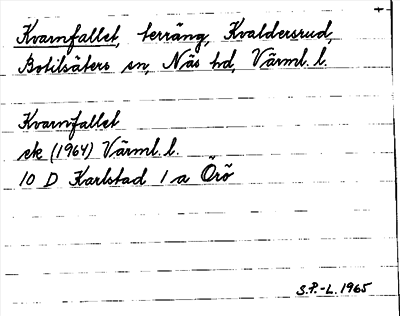 +
Kvarnfallet, terräng, Kvaldersrud,
Botilsäters sn, Näs hd, Värml. l.
Kvarnfallet
ek (1964) Värml. l.
10 D Karlstad 1 a Örö
S.P.-L. 1965